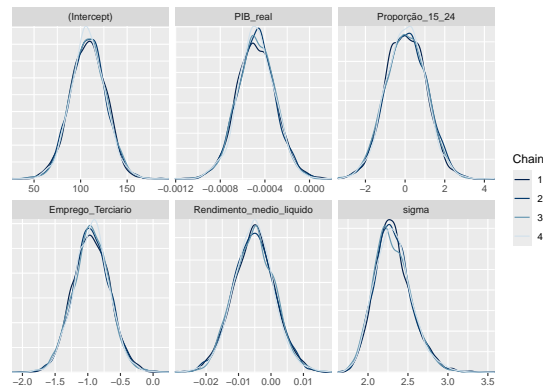 (Intercept) PIB_real Proporção_15_24
50 100 150 -0.0012 -0.0008 -0.0004 0.0000 -2 0 2 4
Chain
1
2
3
4
Emprego_Terciario Rendimento_medio_liquido sigma
-2.0 -1.5 -1.0 -0.5 0.0 -0.02 -0.01 0.00 0.01 2.0 2.5 3.0 3.5